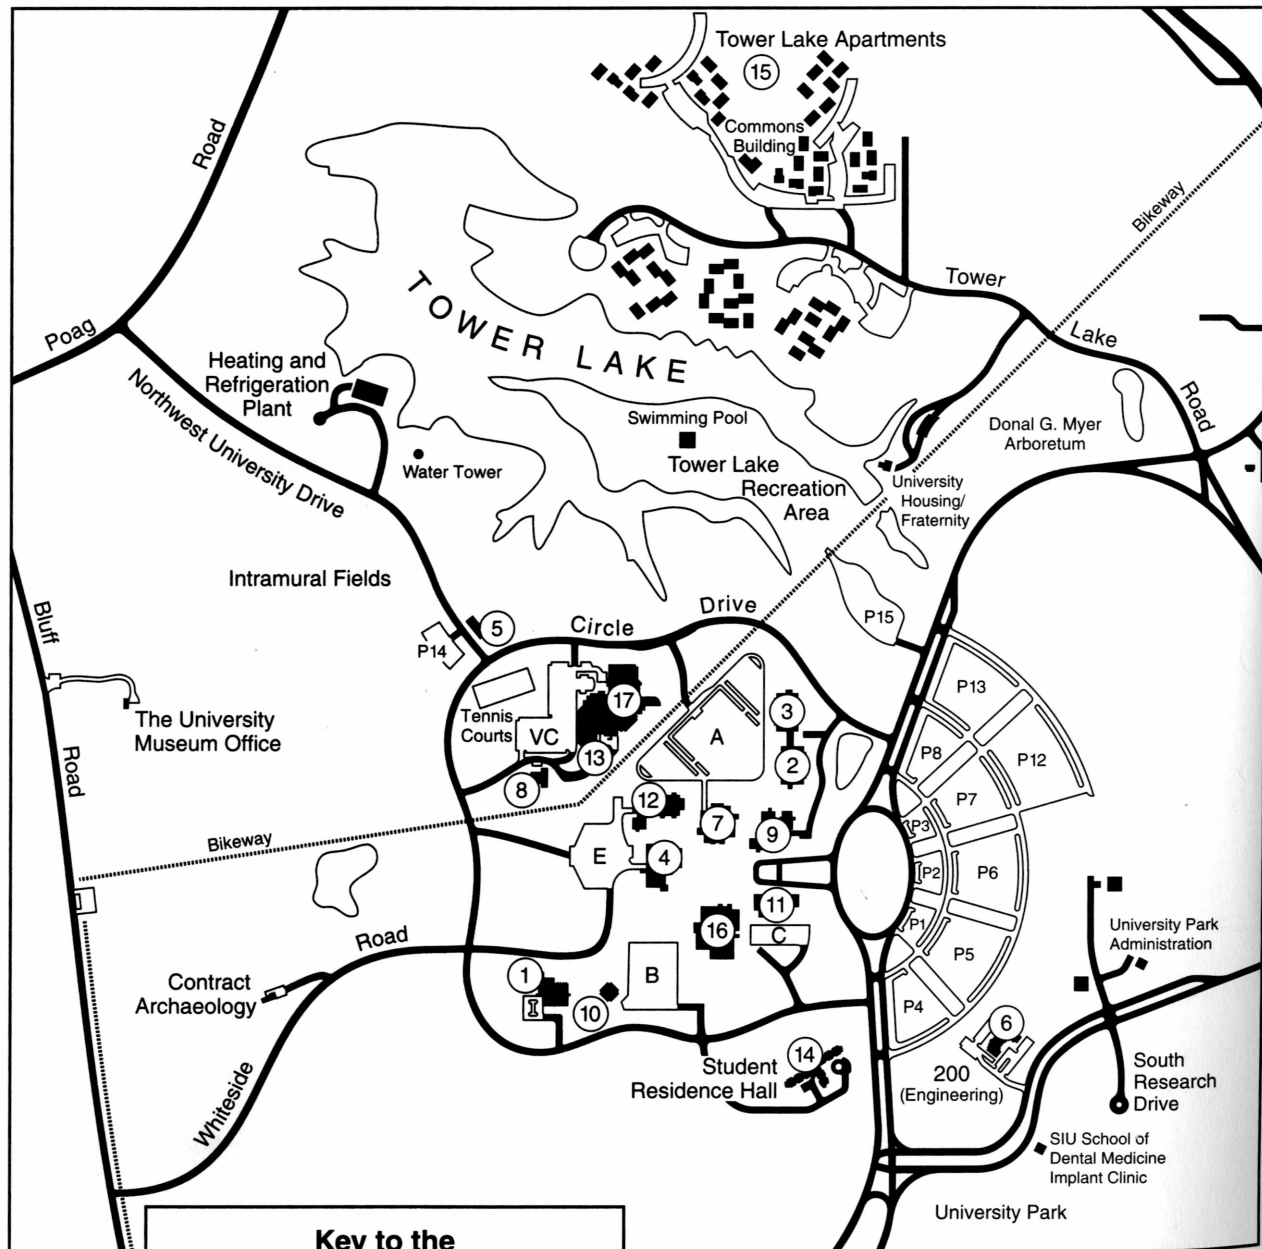 Tower Lake Apartments
15
Commons
Building
Road
Bikeway
TOWER LAKE
Tower
Lake
Road
Poag
Heating and
Refrigeration
Plant
Northwest University Drive
Water Tower
Swimming Pool
Tower Lake
Recreation
Area
Donal G. Myer
Arboretum
University
Housing/
Fraternity
Intramural Fields
Bluff
Road
5
P14
Circle
Drive
P15
The University
Museum Office
Tennis
Courts
VC
17
13
8
A
3
2
P13
P8
P12
P7
P3
P2
P6
P1
P5
P4
Bikeway
12
7
9
E
4
11
16
C
Road
Contract
Archaeology
1
I
10
B
University Park
Administration
6
14
Student
Residence Hall
200
(Engineering)
South
Research
Drive
Whiteside
SIU School of
Dental Medicine
Implant Clinic
University Park
Key to the